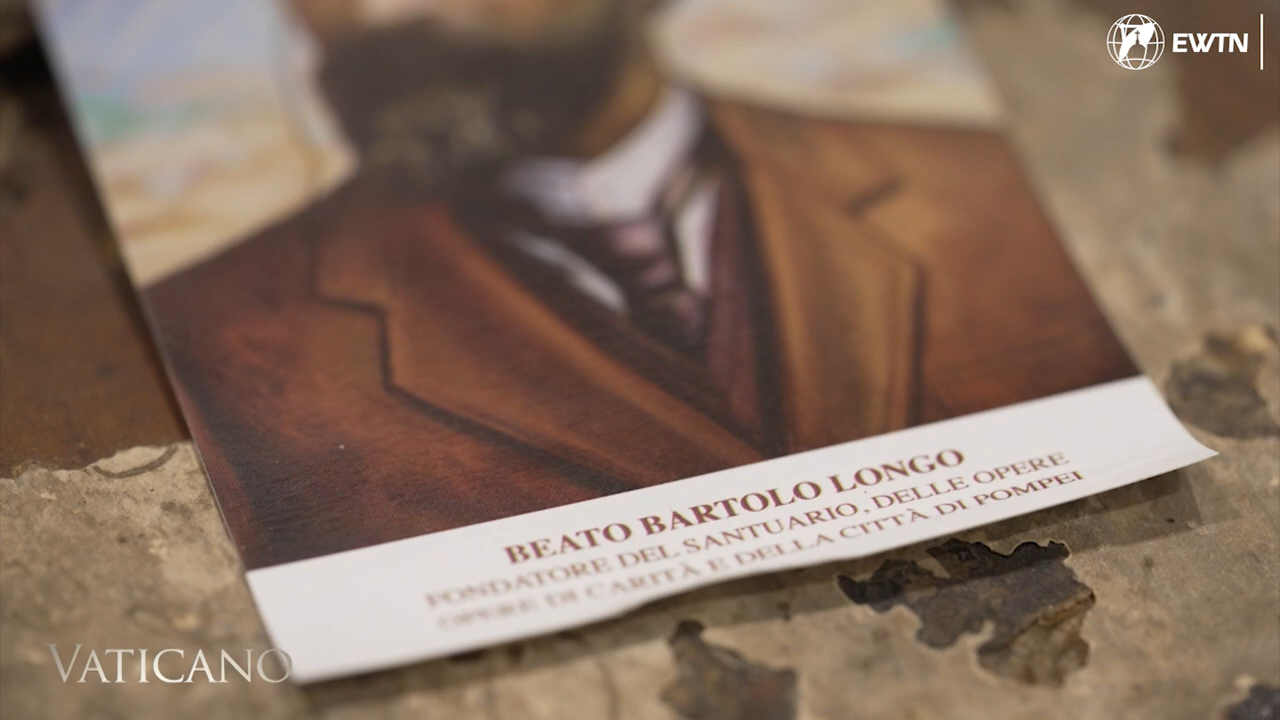 EWTN
BEATO BARTOLO LONGO
FONDATORE DEL SANTUARIO, DELLE OPERE
OPERE DI CARITÀ E DELLA CITTÀ DI POMPEI
VATICANO